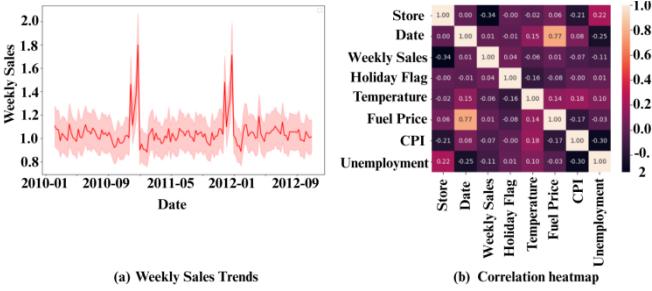 Weekly Sales
2.0
1.8
1.6
1.4
1.2
1.0
0.8
2010-01 2010-09 2011-05 2012-01 2012-09
Date
(a) Weekly Sales Trends
Store 1.00 0.00 -0.34 -0.00 -0.02 0.06 -0.21 0.22
Date 0.00 1.00 0.01 -0.01 0.15 0.77 0.08 -0.25
Weekly Sales -0.34 0.01 1.00 0.04 -0.06 0.01 -0.07 -0.11
Holiday Flag -0.00 -0.01 0.04 1.00 -0.16 -0.08 -0.00 0.01
Temperature -0.02 0.15 -0.06 -0.16 1.00 0.14 0.18 0.10
Fuel Price 0.06 0.77 0.01 -0.08 0.14 1.00 -0.17 -0.03
CPI -0.21 0.08 -0.07 -0.00 0.18 -0.17 1.00 -0.30
Unemployment 0.22 -0.25 -0.11 0.01 0.10 -0.03 -0.30 1.00
Store Date Weekly Sales Holiday Flag Temperature Fuel Price CPI Unemployment
1.0
0.8
0.6
0.4
0.2
0.0
2
(b) Correlation heatmap